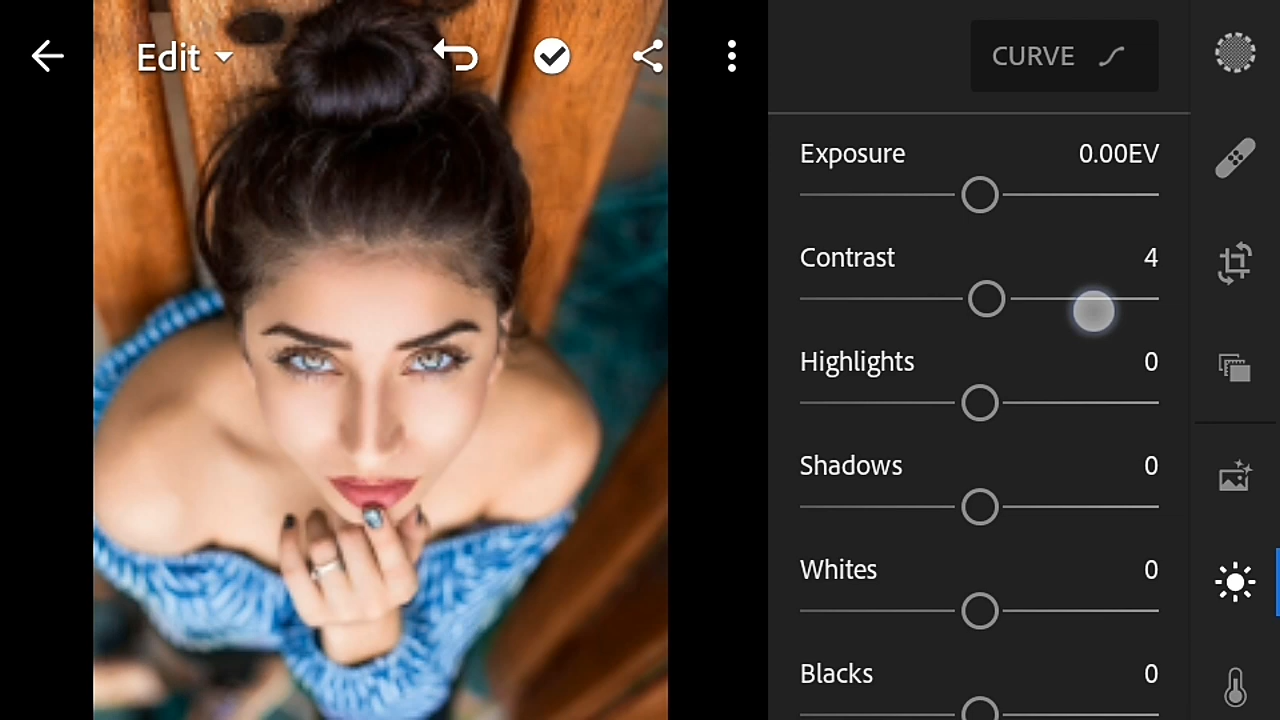 Edit
CURVE
Exposure 0.00EV
Contrast 4
Highlights 0
Shadows 0
Whites 0
Blacks 0